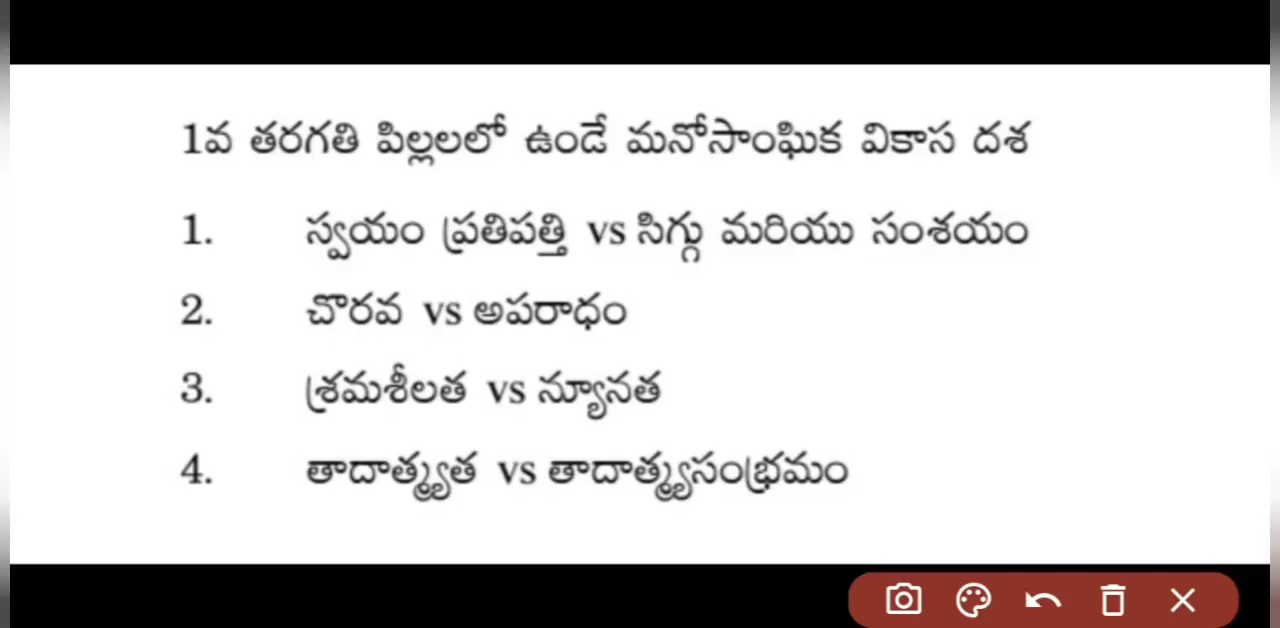 1వ తరగతి పిల్లలలో ఉండే మనోసాంఘిక వికాస దశ
1. స్వయం ప్రతిపత్తి vs సిగ్గు మరియు సంశయం
2. చొరవ vs అపరాధం
3. శ్రమశీలత vs న్యూనత
4. తాదాత్మ్యత vs తాదాత్మ్యసంభ్రమం